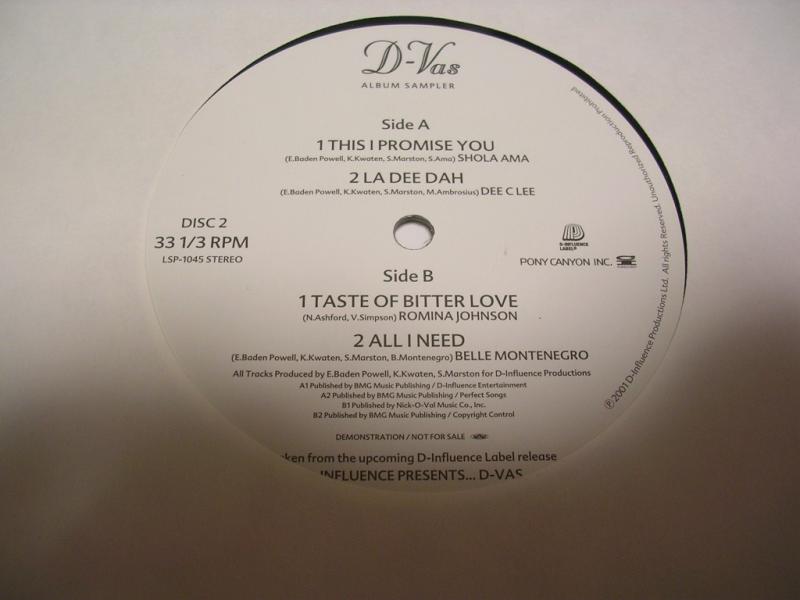 D-Vas
ALBUM SAMPLER
Side A
1 THIS I PROMISE YOU
(E.Baden Powell, K.Kwaten, S.Marston, S.Ama) SHOLA AMA
2 LA DEE DAH
(E.Baden Powell, K.Kwaten, S.Marston, M.Ambrosius) DEE C LEE
DISC 2
33 1/3 RPM
LSP-1045 STEREO
D-INFLUENCE
LABEL®
PONY CANYON INC.
Side B
1 TASTE OF BITTER LOVE
(N.Ashford, V.Simpson) ROMINA JOHNSON
2 ALL I NEED
(E.Baden Powell, K.Kwaten, S.Marston, B.Montenegro) BELLE MONTENEGRO
All Tracks Produced by E.Baden Powell, K.Kwaten, S.Marston for D-Influence Productions
A1 Published by BMG Music Publishing / D-Influence Entertainment
A2 Published by BMG Music Publishing / Perfect Songs
B1 Published by Nick-O-Val Music Co., Inc.
B2 Published by BMG Music Publishing / Copyright Control
DEMONSTRATION / NOT FOR SALE
ken from the upcoming D-Influence Label release
INFLUENCE PRESENTS... D-VAS
℗2001 D-Influence Productions Ltd. All rights Reserved. Unauthorized Reproduction Prohibited